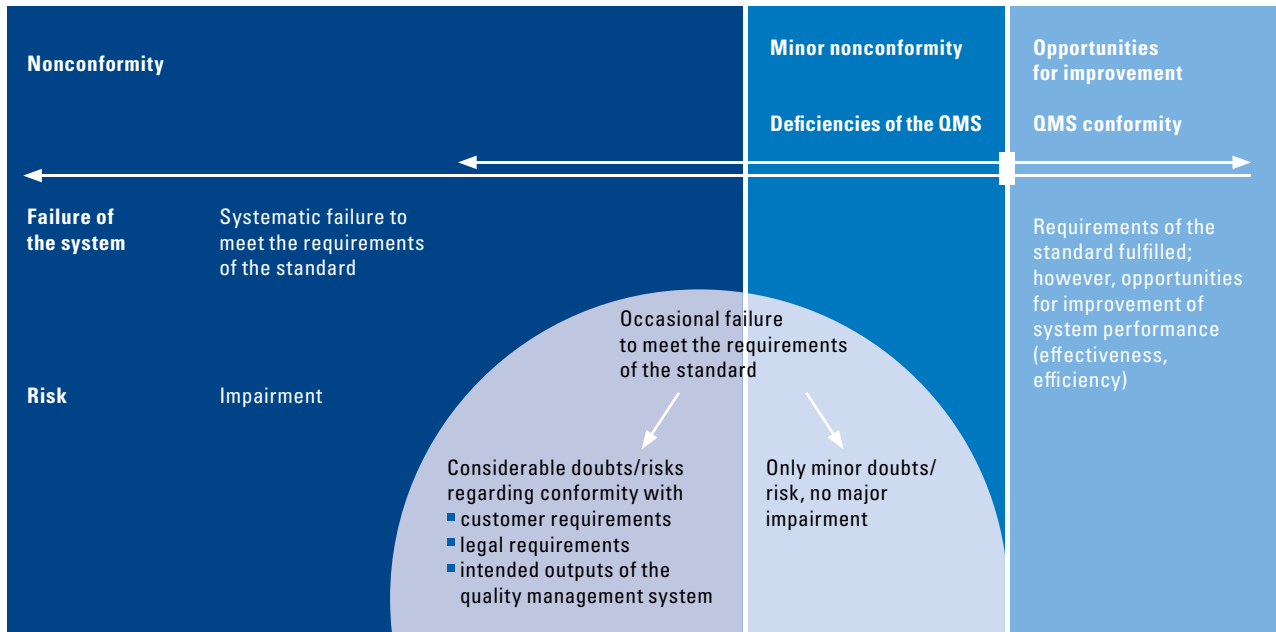 Nonconformity
Minor nonconformity
Deficiencies of the QMS
Opportunities
for improvement
QMS conformity
Failure of
the system
Systematic failure to
meet the requirements
of the standard
Risk
Impairment
Occasional failure
to meet the requirements
of the standard
Considerable doubts/risks
regarding conformity with
customer requirements
legal requirements
intended outputs of the
quality management system
Only minor doubts/
risk, no major
impairment
Requirements of the
standard fulfilled;
however, opportunities
for improvement of
system performance
(effectiveness,
efficiency)